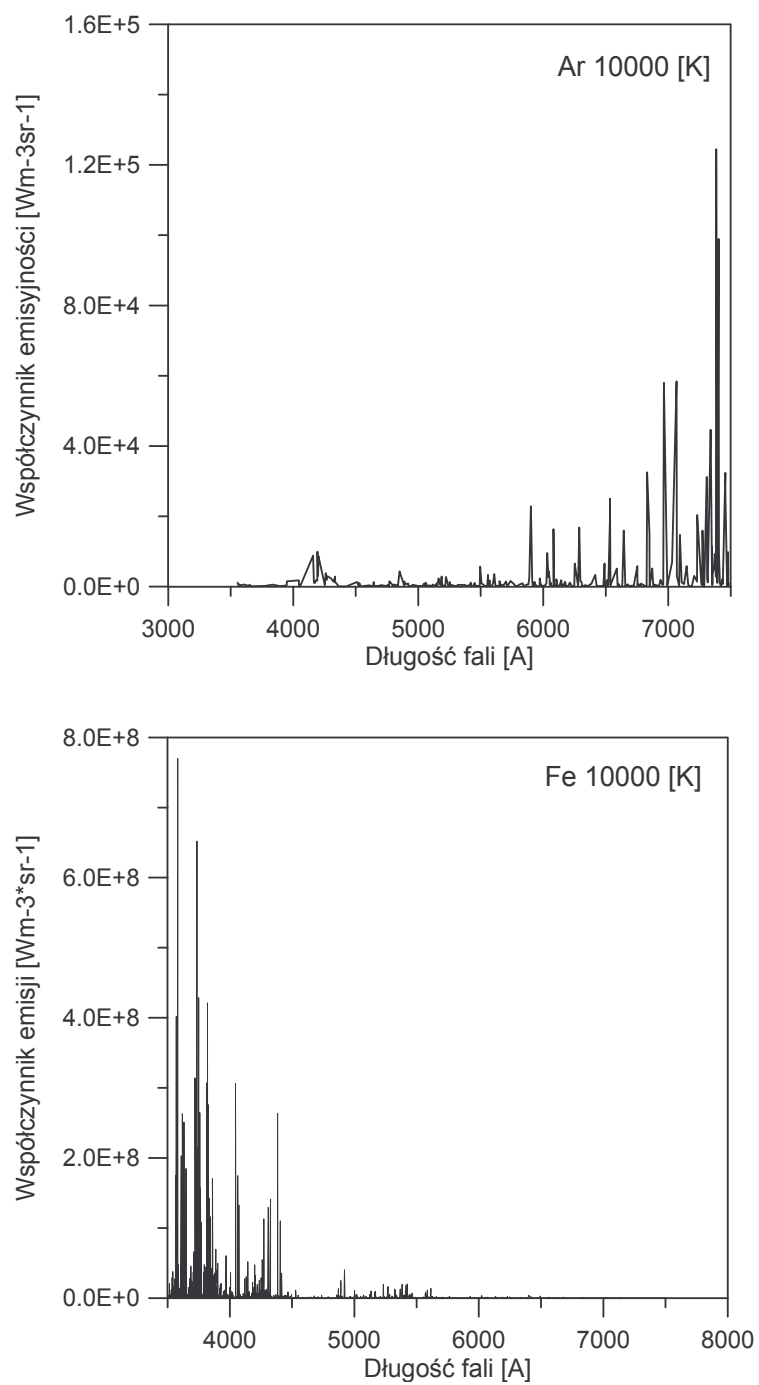 1.6E+5
Ar 10000 [K]
1.2E+5
8.0E+4
4.0E+4
0.0E+0
Współczynnik emisyjności [Wm-3sr-1]
3000 4000 5000 6000 7000
Długość fali [A]
8.0E+8
Fe 10000 [K]
6.0E+8
4.0E+8
2.0E+8
0.0E+0
Współczynnik emisji [Wm-3*sr-1]
4000 5000 6000 7000 8000
Długość fali [A]